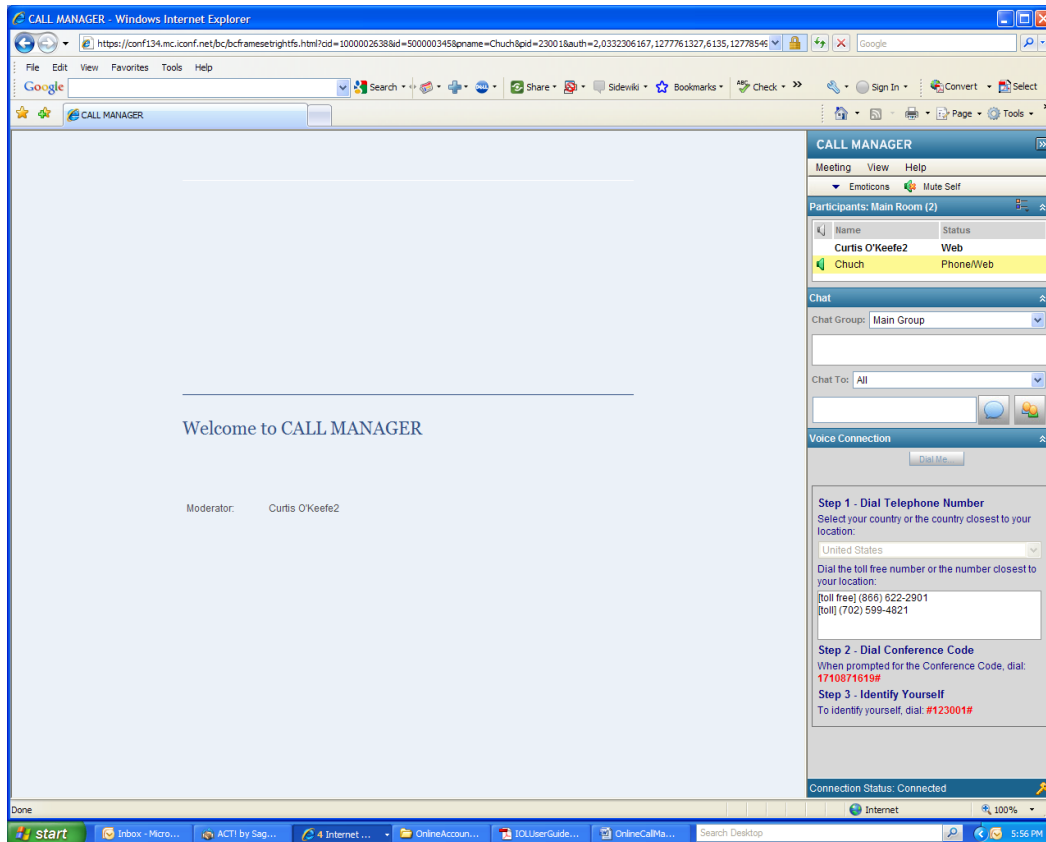 CALL MANAGER - Windows Internet Explorer
https://conf134.mc.iconf.net/bc/bcframesetrightfs.html?cid=1000002638&id=500000345&pname=Chuch&pid=23001&auth=2,0332306167,1277761327,6135,12778549
Google
File Edit View Favorites Tools Help
Google Search Share Sidewiki Bookmarks Check Sign In Convert Select
CALL MANAGER Page Tools
CALL MANAGER
Meeting View Help
Emoticons Mute Self
Participants: Main Room (2)
Name Status
Curtis O'Keefe2 Web
Chuch Phone/Web
Chat
Chat Group: Main Group
Chat To: All
Voice Connection
Dial Me...
Step 1 - Dial Telephone Number
Select your country or the country closest to your
location:
United States
Dial the toll free number or the number closest to
your location:
[toll free] (866) 622-2901
[toll] (702) 599-4821
Step 2 - Dial Conference Code
When prompted for the Conference Code, dial:
1710871619#
Step 3 - Identify Yourself
To identify yourself, dial: #123001#
Connection Status: Connected
Welcome to CALL MANAGER
Moderator: Curtis O'Keefe2
Done Internet 100%
start Inbox - Micro... ACT! by Sag... 4 Internet ... OnlineAccoun... IOLUserGuide... OnlineCallMa... Search Desktop 5:56 PM